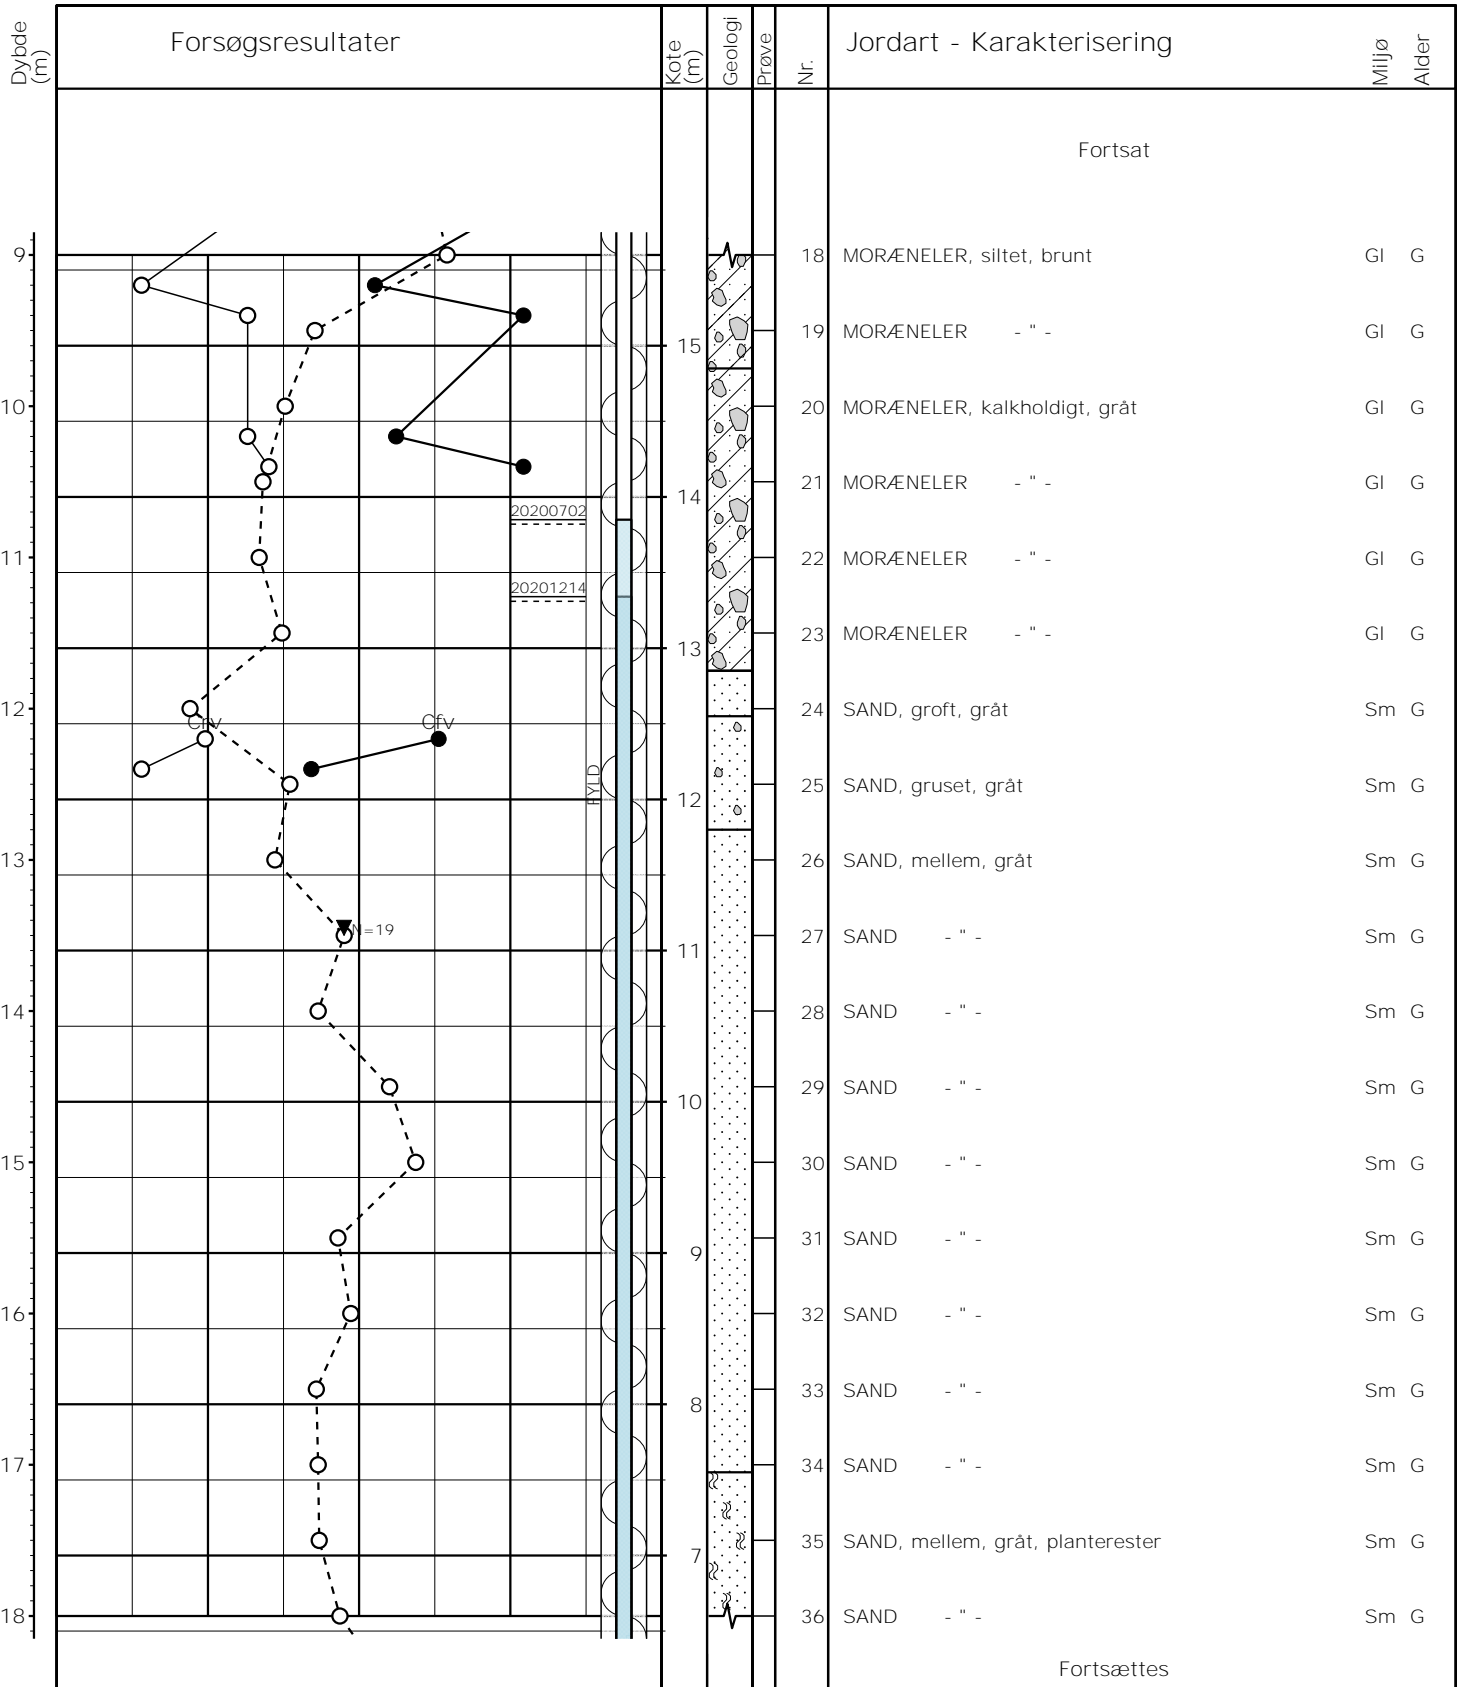 Dybde (m) Forsøgsresultater Kote (m) Geologi Prøve Nr. Jordart - Karakterisering Miljø Alder
Fortsat
9 18 MORÆNELER, siltet, brunt Gl G
19 MORÆNELER - " - Gl G
15
10 20 MORÆNELER, kalkholdigt, gråt Gl G
21 MORÆNELER - " - Gl G
14
20200702
11 22 MORÆNELER - " - Gl G
20201214
23 MORÆNELER - " - Gl G
13
12 24 SAND, groft, gråt Sm G
Crv Cfv
25 SAND, gruset, gråt Sm G
FYLD
12
13 26 SAND, mellem, gråt Sm G
N=19
27 SAND - " - Sm G
11
14 28 SAND - " - Sm G
29 SAND - " - Sm G
10
15 30 SAND - " - Sm G
31 SAND - " - Sm G
9
16 32 SAND - " - Sm G
33 SAND - " - Sm G
8
17 34 SAND - " - Sm G
35 SAND, mellem, gråt, planterester Sm G
7
18 36 SAND - " - Sm G
Fortsættes